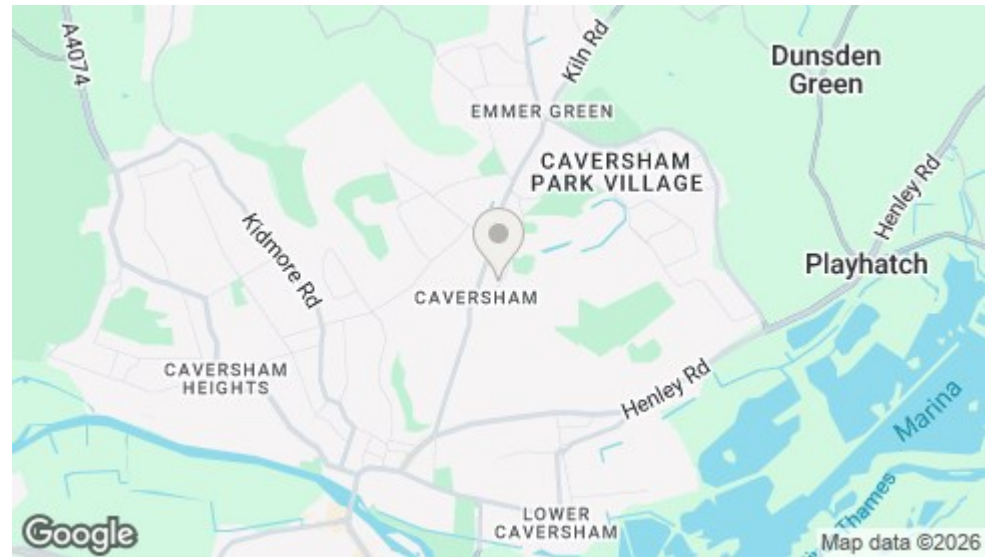 A4074
Kiln Rd
Dunsden
Green
EMMER GREEN
CAVERSHAM
PARK VILLAGE
Henley Rd
Kidmore Rd
Playhatch
CAVERSHAM
CAVERSHAM
HEIGHTS
Henley Rd
Marina
Thames
LOWER
CAVERSHAM
Google
Map data ©2026